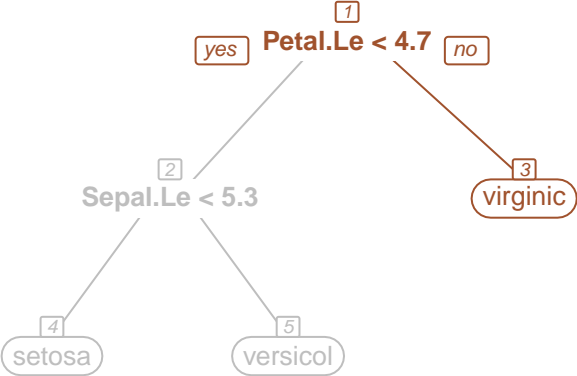 1
yes Petal.Le < 4.7 no
2
Sepal.Le < 5.3
3
virginic
4
setosa
5
versicol